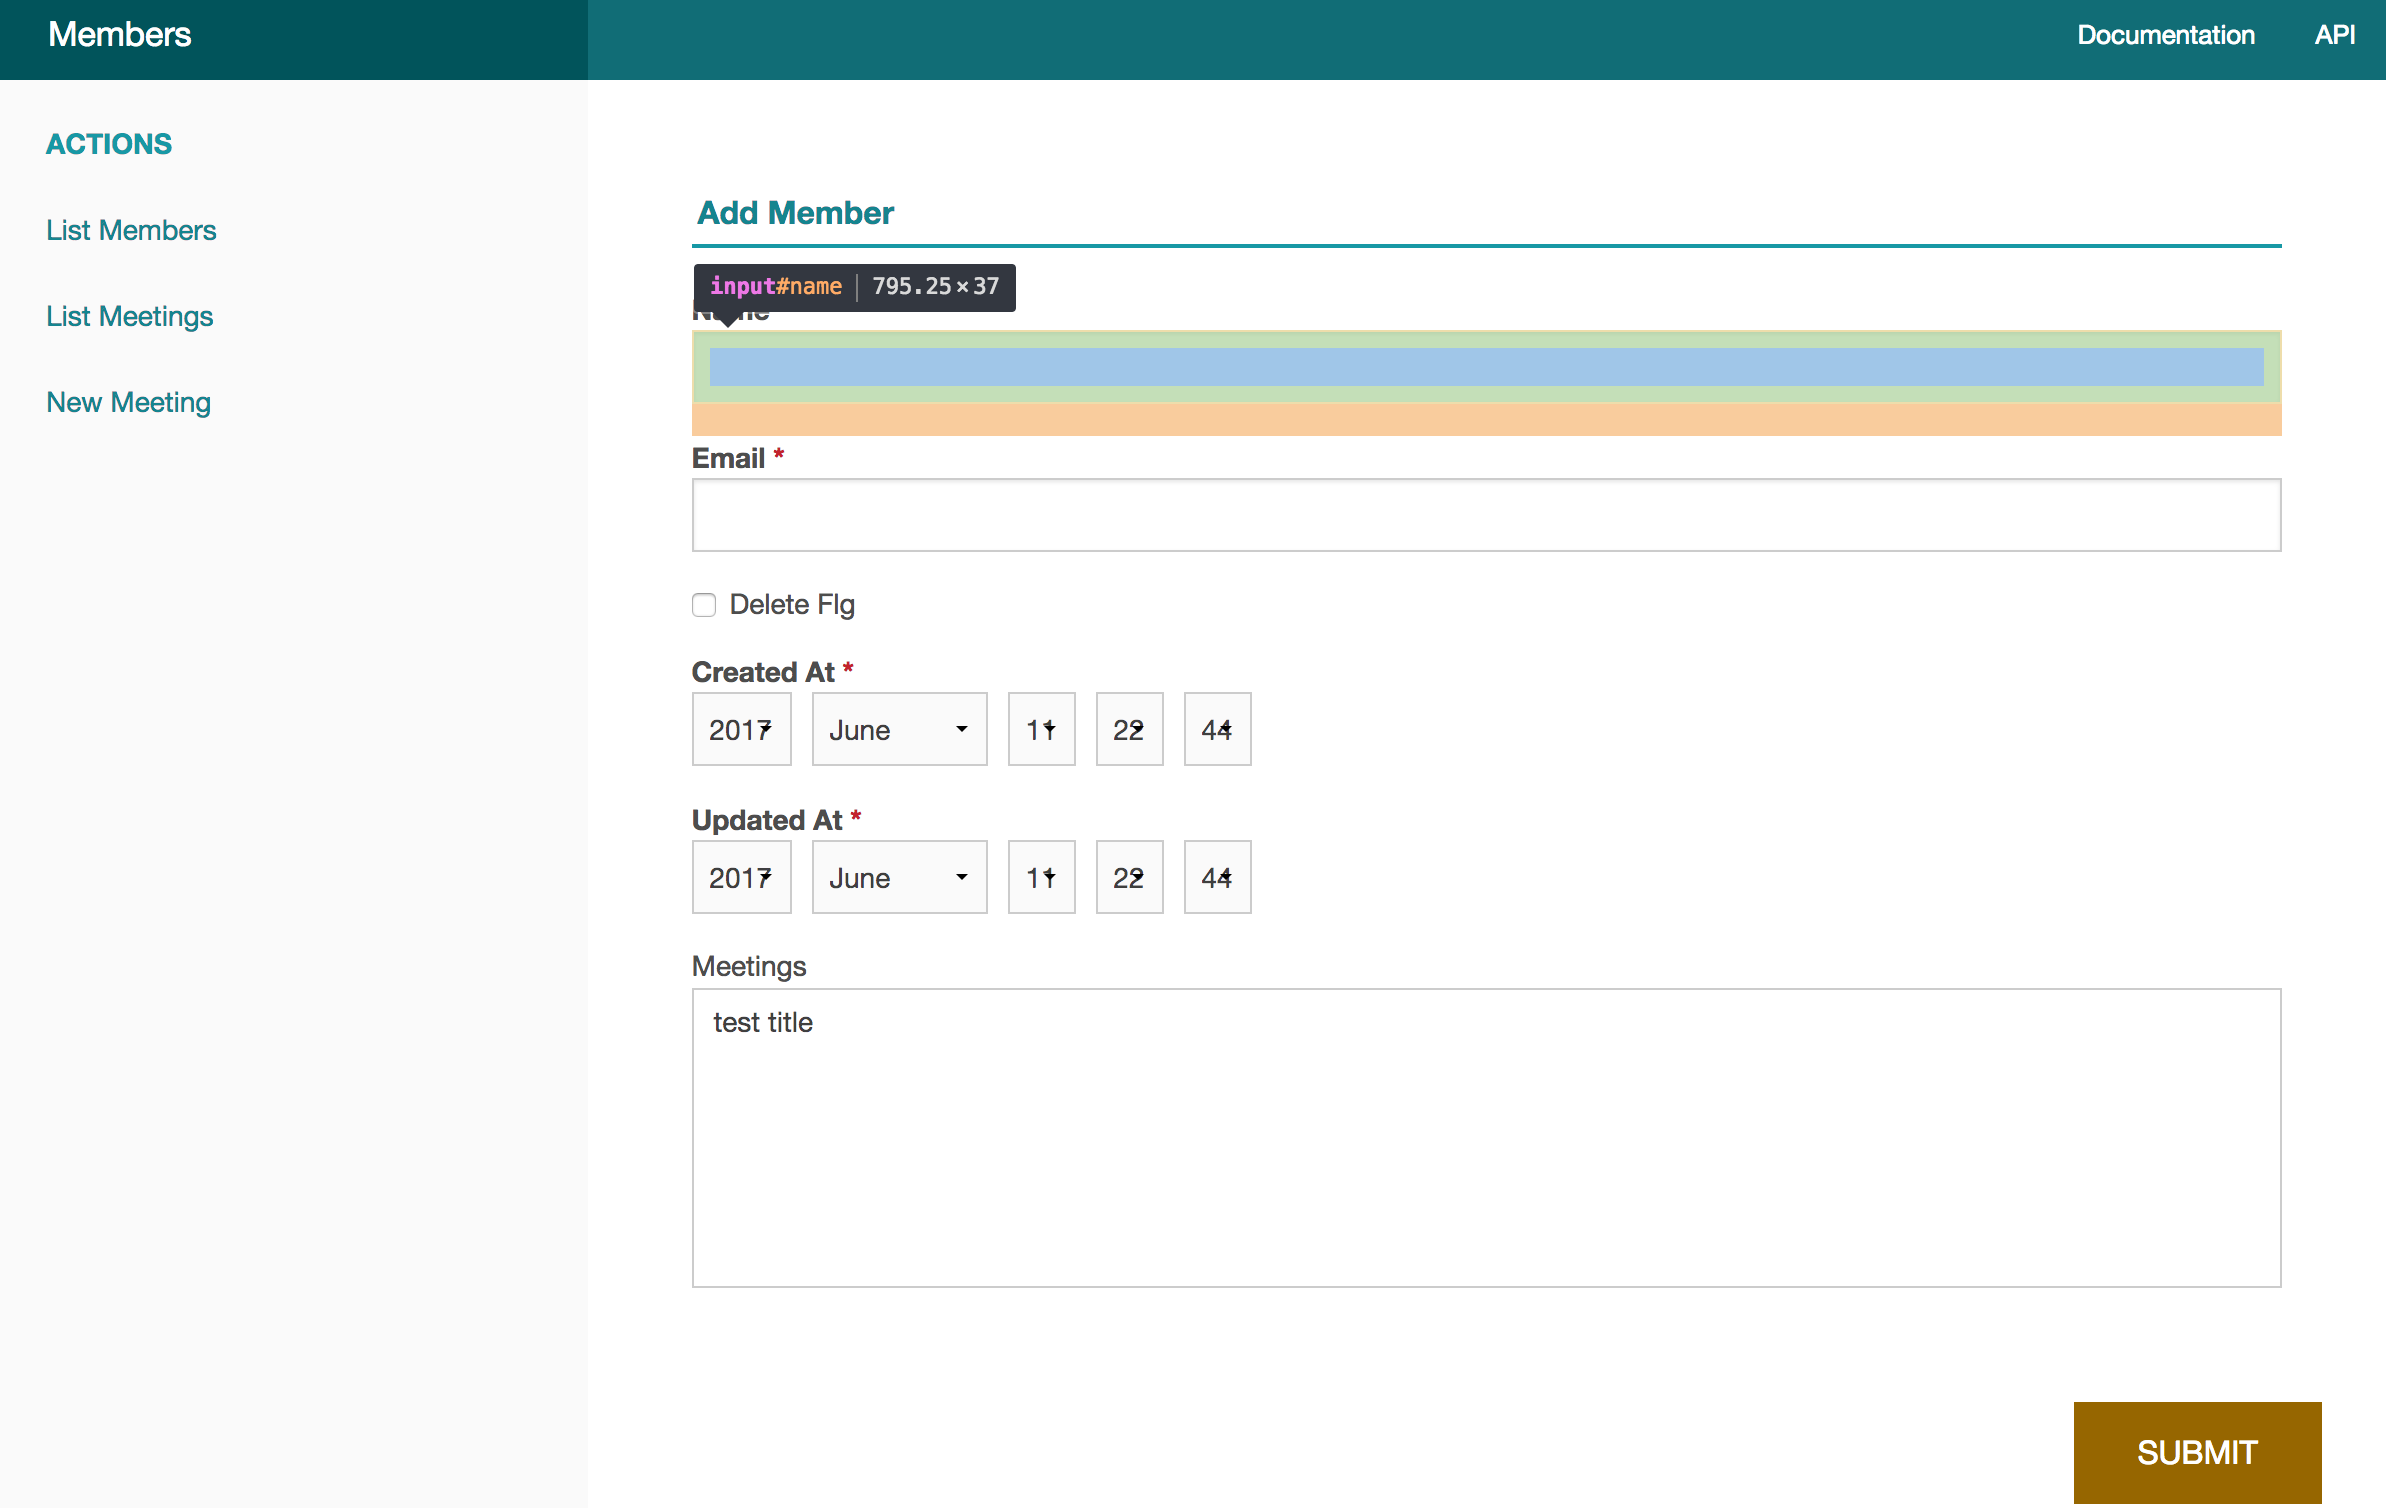 Members
Documentation
API
ACTIONS
List Members
List Meetings
New Meeting
Add Member
input#name 795.25×37
Name
Email *
Delete Flg
Created At *
2017 June 11 22 44
Updated At *
2017 June 11 22 44
Meetings
test title
SUBMIT